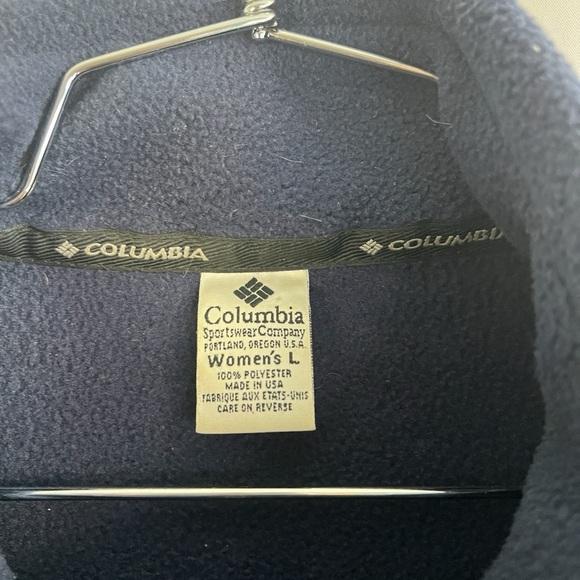 COLUMBIA COLUMBI
Columbia
Sportswear Company
PORTLAND, OREGON U.S.A.
Women's L
100% POLYESTER
MADE IN USA
FABRIQUE AUX ETATS-UNIS
CARE ON REVERSE